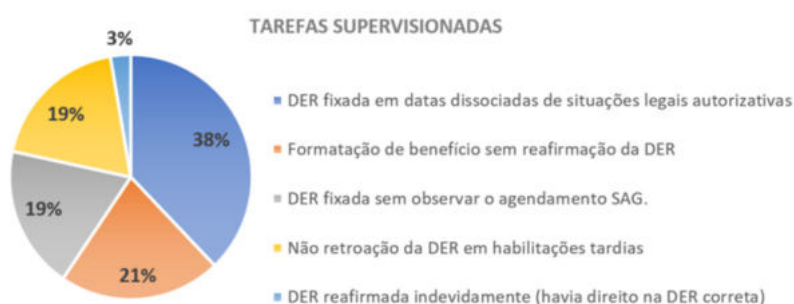 TAREFAS SUPERVISIONADAS
3%
19%
38%
19%
21%
DER fixada em datas dissociadas de situações legais autorizativas
Formatação de benefício sem reafirmação da DER
DER fixada sem observar o agendamento SAG.
Não retroação da DER em habilitações tardias
DER reafirmada indevidamente (havia direito na DER correta)